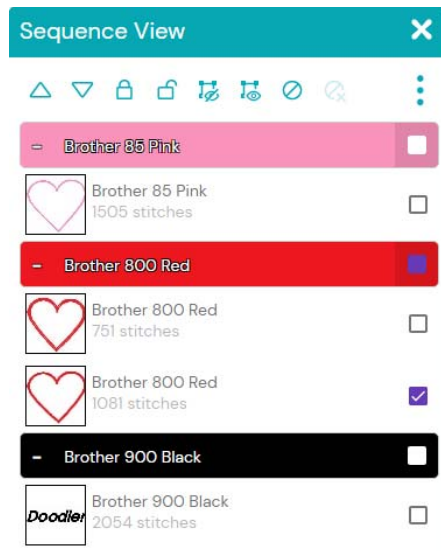 Sequence View
Brother 85 Pink
Brother 85 Pink
1505 stitches
Brother 800 Red
Brother 800 Red
751 stitches
Brother 800 Red
1081 stitches
Brother 900 Black
Brother 900 Black
Doodler
2054 stitches